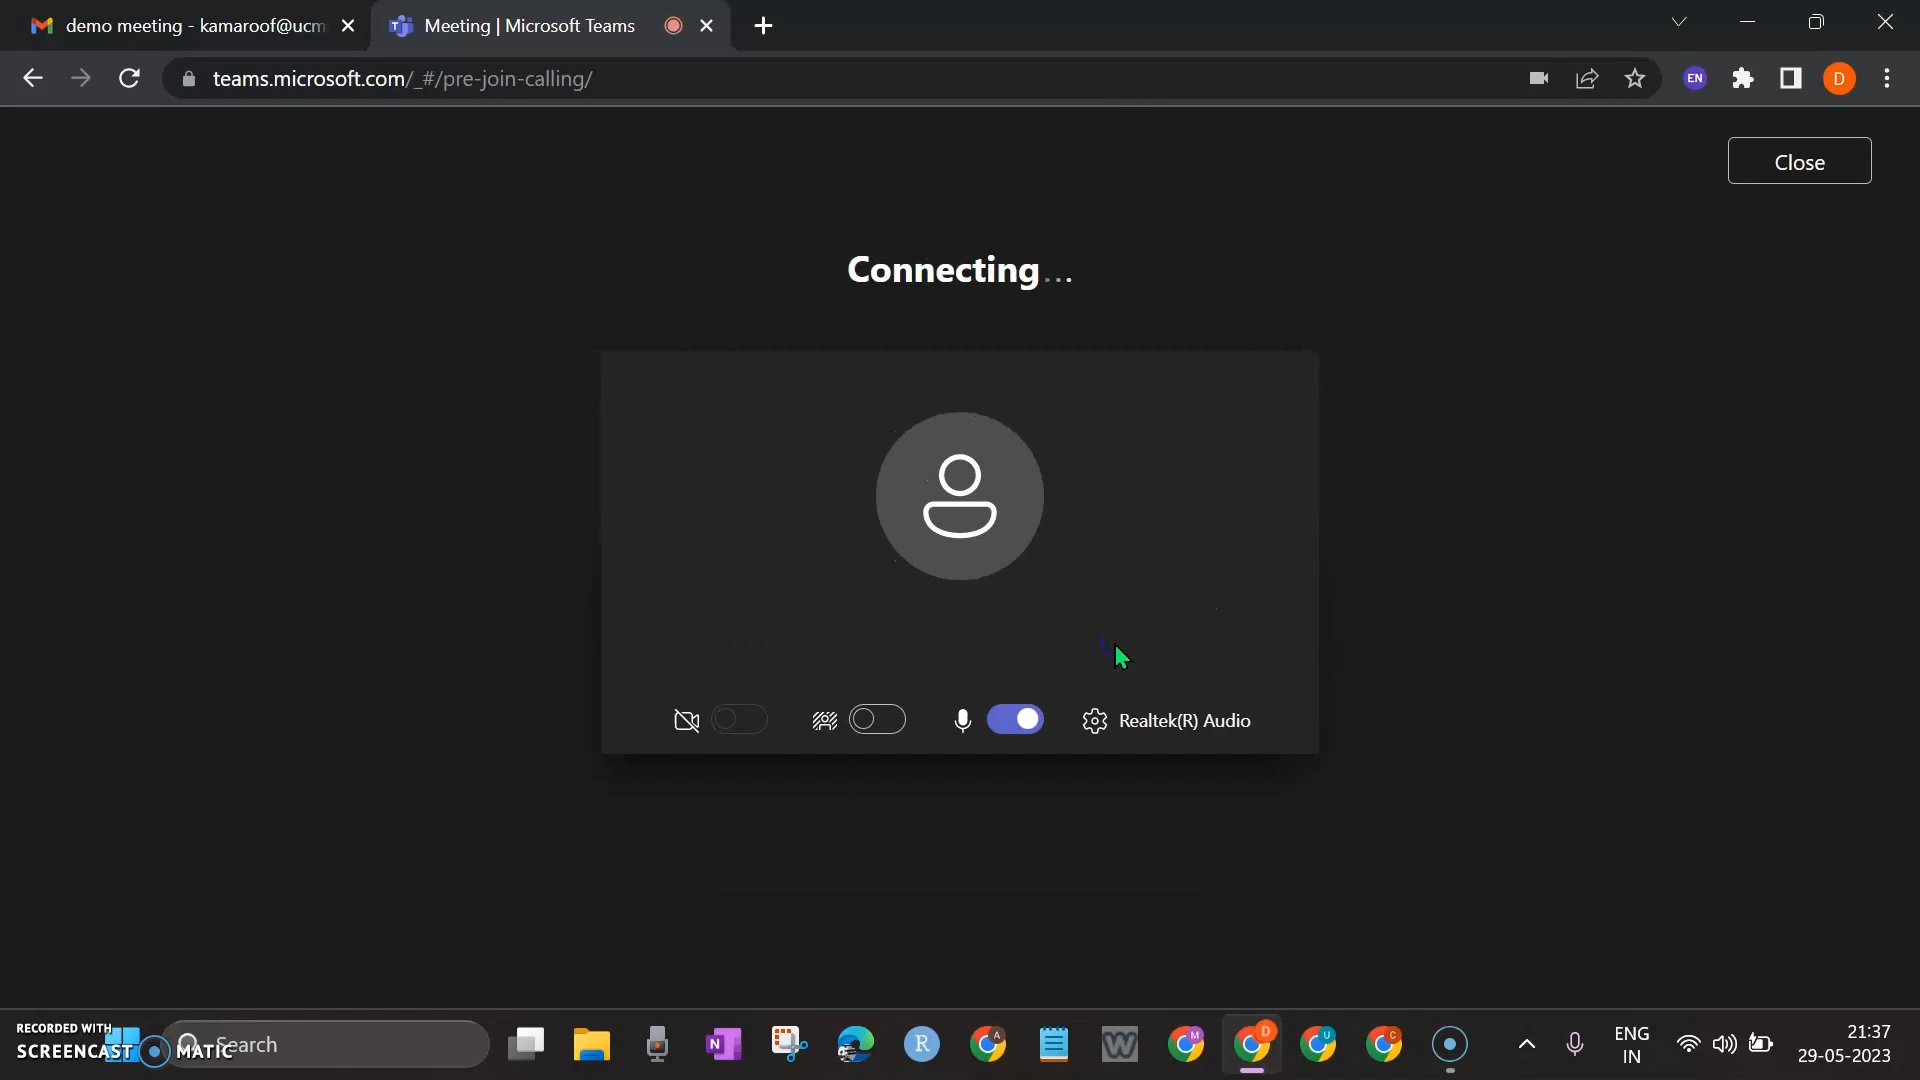 demo meeting - kamaroof@ucm
Meeting | Microsoft Teams
teams.microsoft.com/_#/pre-join-calling/
EN
D
Close
Connecting...
Realtek(R) Audio
RECORDED WITH
SCREENCAST MATIC
Search
N
R
A
W
M
D
U
C
ENG
IN
21:37
29-05-2023